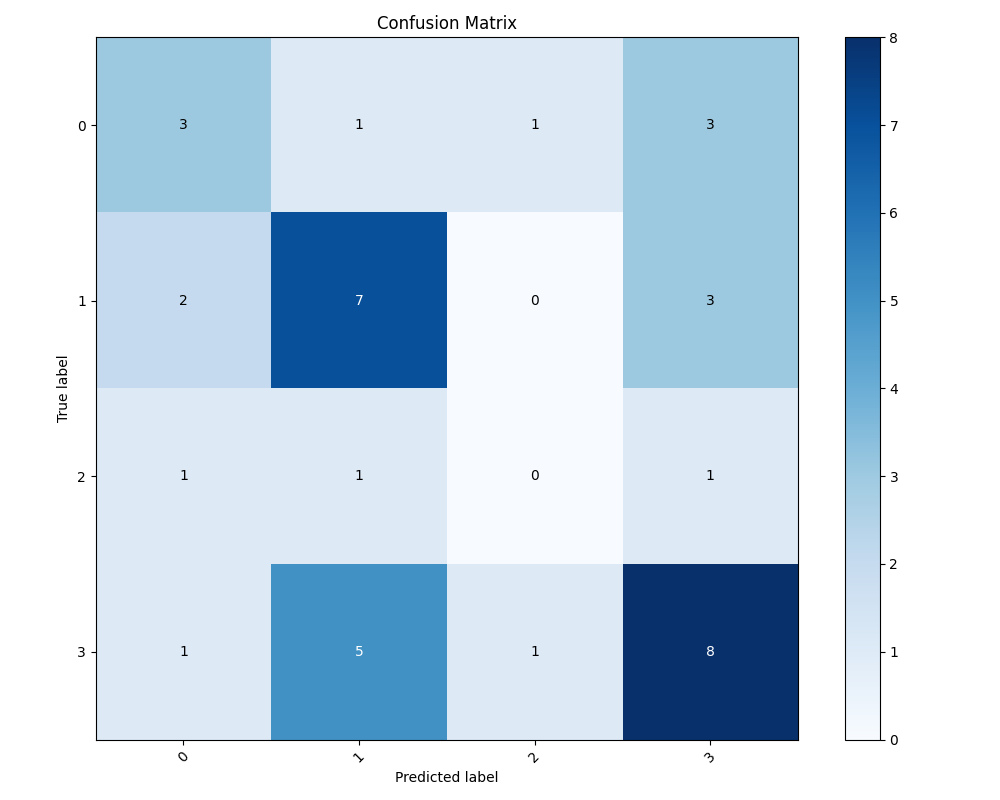 Confusion Matrix
0 3 1 1 3
1 2 7 0 3
2 1 1 0 1
3 1 5 1 8
0 1 2 3
True label
Predicted label
8
7
6
5
4
3
2
1
0